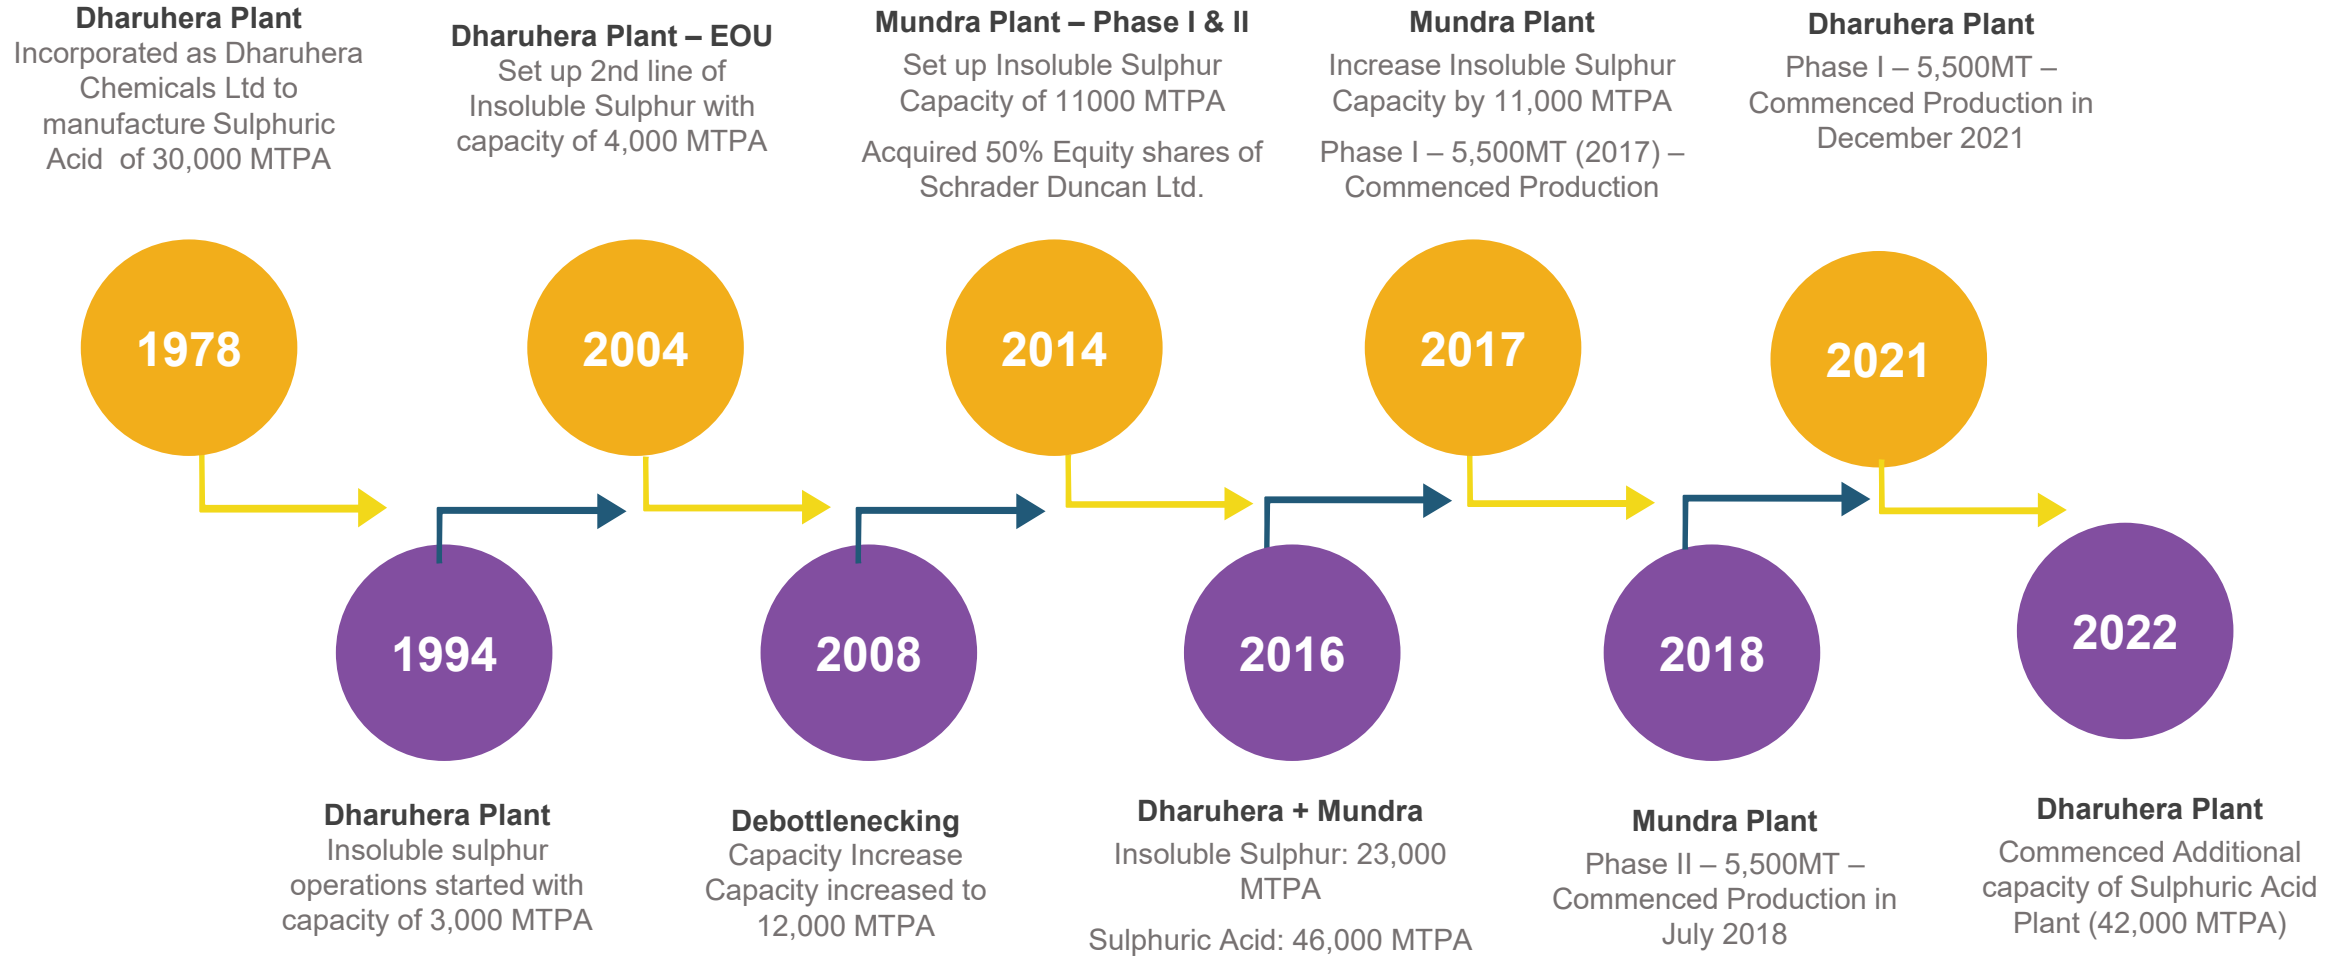 Dharuhera Plant
Incorporated as Dharuhera
Chemicals Ltd to
manufacture Sulphuric
Acid  of 30,000 MTPA
Dharuhera Plant – EOU
Set up 2nd line of
Insoluble Sulphur with
capacity of 4,000 MTPA
Mundra Plant – Phase I & II
Set up Insoluble Sulphur
Capacity of 11000 MTPA
Acquired 50% Equity shares of
Schrader Duncan Ltd.
Mundra Plant
Increase Insoluble Sulphur
Capacity by 11,000 MTPA
Phase I – 5,500MT (2017) –
Commenced Production
Dharuhera Plant
Phase I – 5,500MT –
Commenced Production in
December 2021
1978
2004
2014
2017
2021
1994
2008
2016
2018
2022
Dharuhera Plant
Insoluble sulphur
operations started with
capacity of 3,000 MTPA
Debottlenecking
Capacity Increase
Capacity increased to
12,000 MTPA
Dharuhera + Mundra
Insoluble Sulphur: 23,000
MTPA
Sulphuric Acid: 46,000 MTPA
Mundra Plant
Phase II – 5,500MT –
Commenced Production in
July 2018
Dharuhera Plant
Commenced Additional
capacity of Sulphuric Acid
Plant (42,000 MTPA)